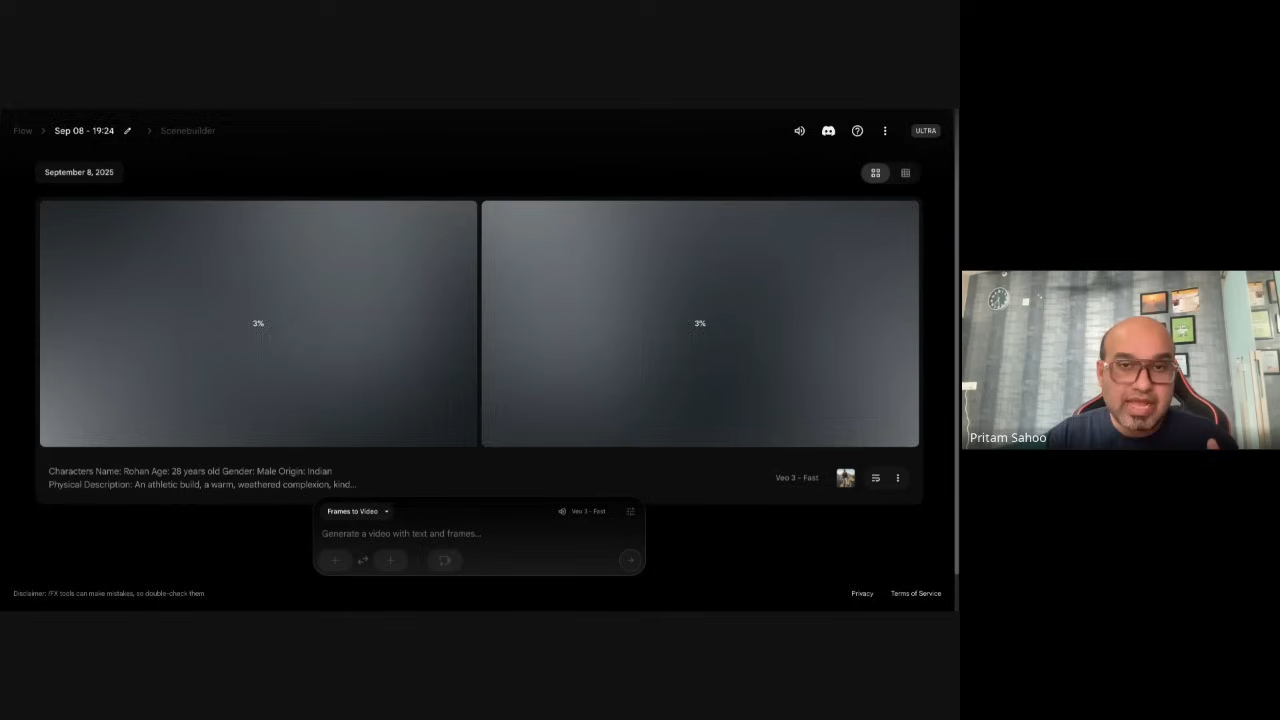 Flow > Sep 08 - 19:24 > Scenebuilder
ULTRA
September 8, 2025
3%
3%
Characters Name: Rohan Age: 28 years old Gender: Male Origin: Indian
Physical Description: An athletic build, a warm, weathered complexion, kind...
Veo 3 - Fast
Frames to Video
Veo 3 - Fast
Generate a video with text and frames...
Disclaimer: /FX tools can make mistakes, so double-check them
Privacy
Terms of Service
Pritam Sahoo